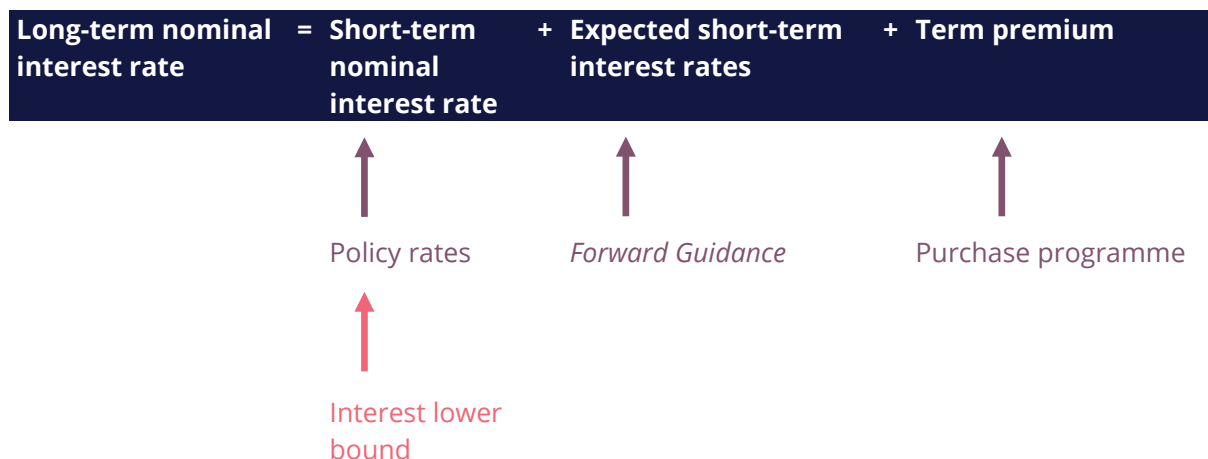 Long-term nominal = Short-term + Expected short-term + Term premium
interest rate nominal interest rates
interest rate
Policy rates Forward Guidance Purchase programme
Interest lower
bound